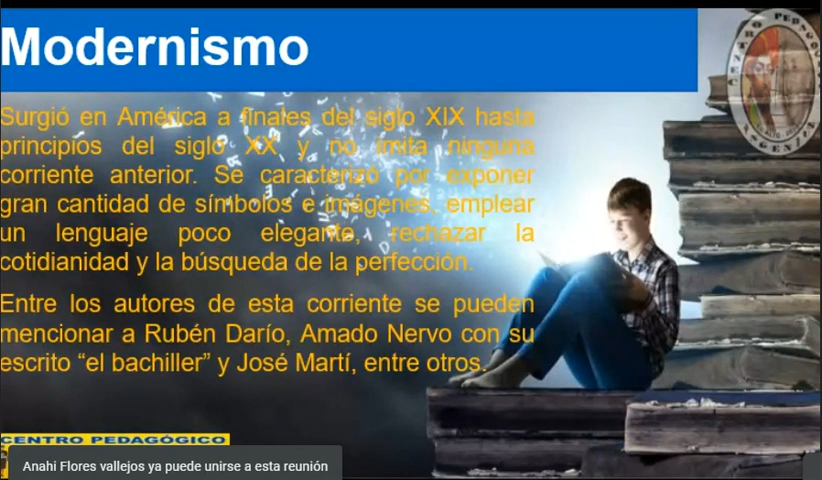 Modernismo
Surgió en América a finales del siglo XIX hasta
principios del siglo XX y no imita ninguna
corriente anterior. Se caracterizó por exponer
gran cantidad de símbolos e imágenes, emplear
un lenguaje poco elegante, rechazar la
cotidianidad y la búsqueda de la perfección.
Entre los autores de esta corriente se pueden
mencionar a Rubén Darío, Amado Nervo con su
escrito “el bachiller” y José Martí, entre otros.
CENTRO PEDAGÓGICO
Anahi Flores vallejos ya puede unirse a esta reunión